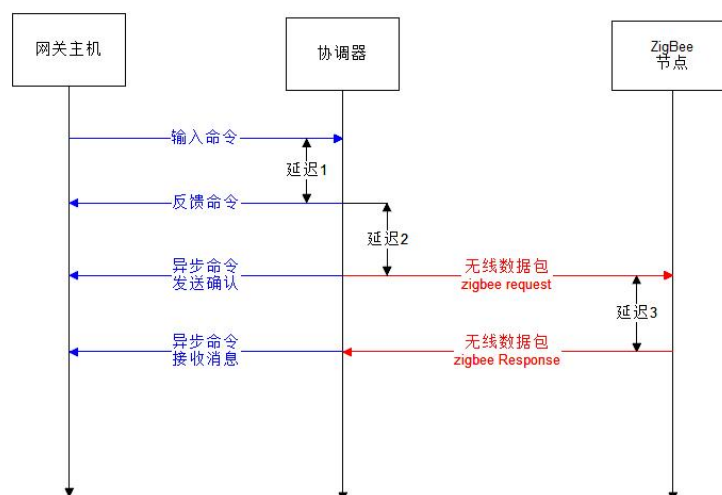 网关主机
协调器
ZigBee
节点
输入命令
延迟1
反馈命令
延迟2
异步命令
发送确认
无线数据包
zigbee request
延迟3
异步命令
接收消息
无线数据包
zigbee Response